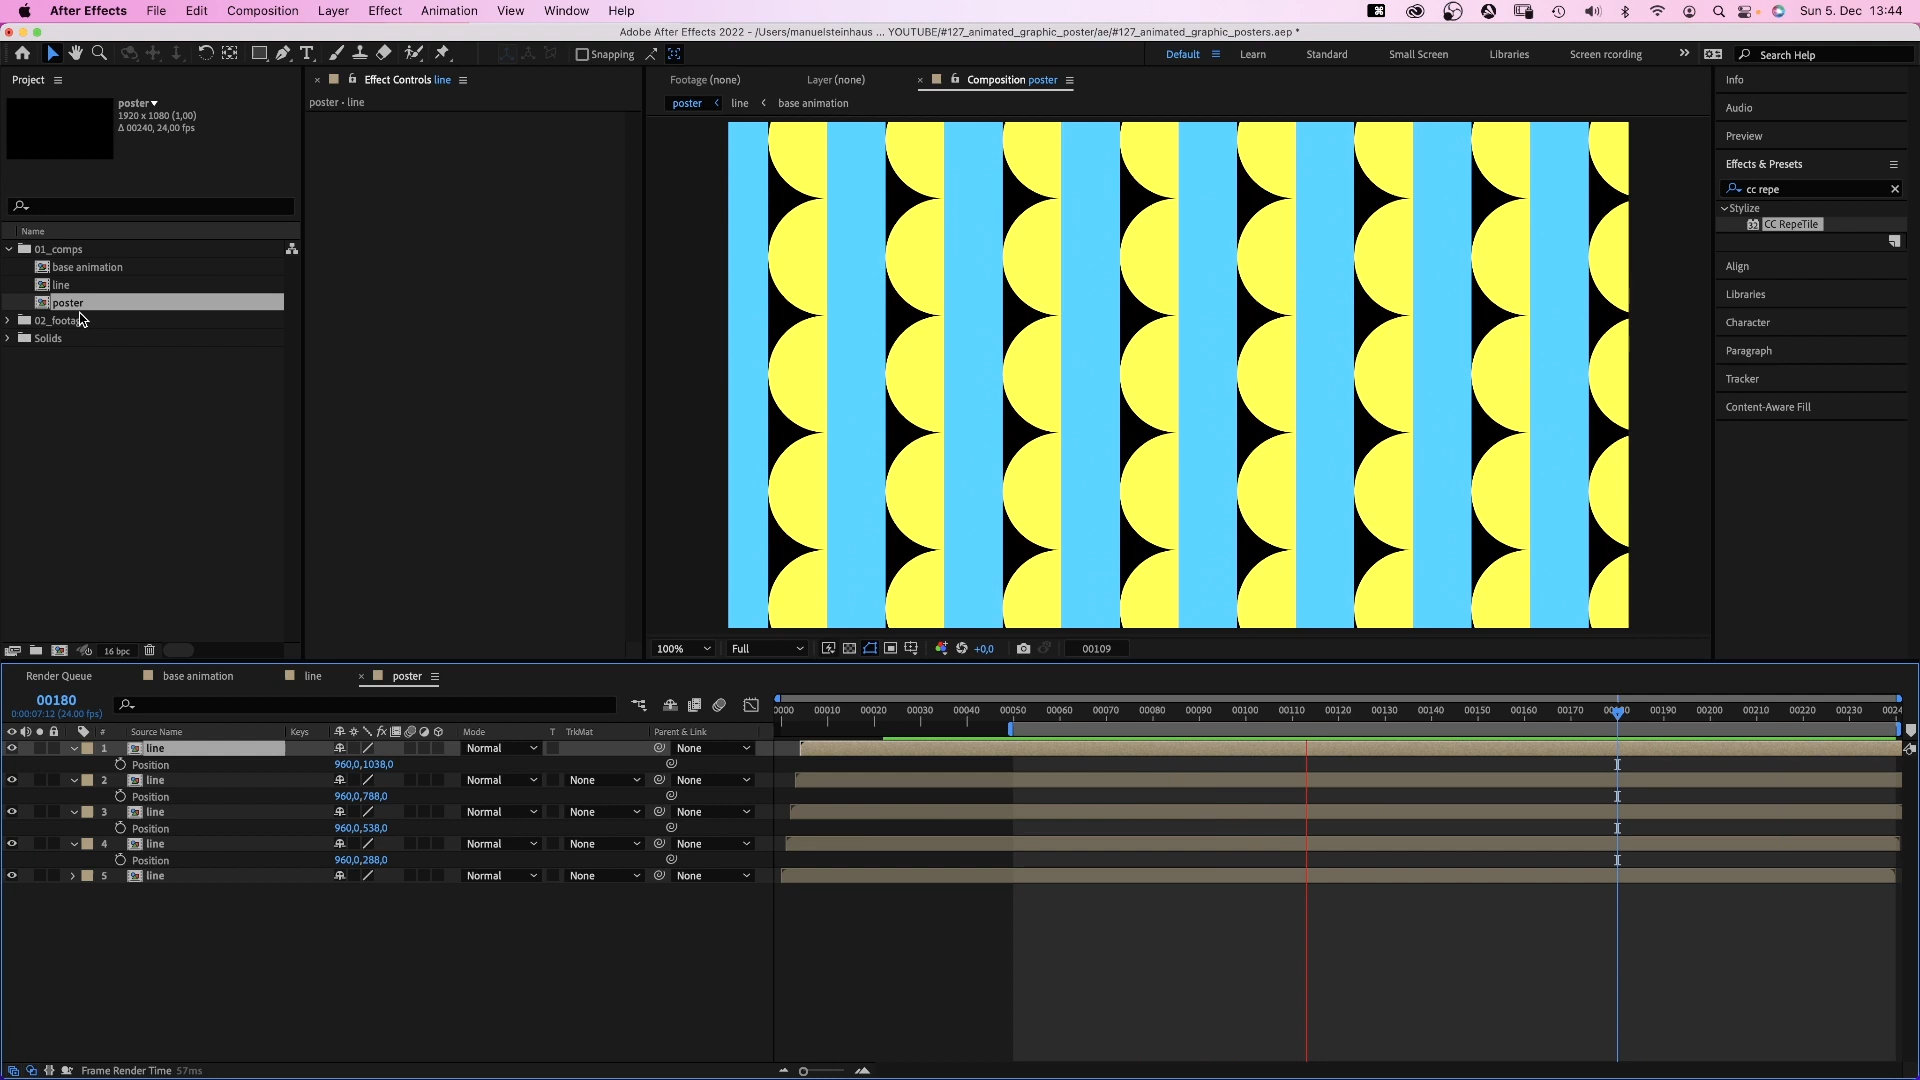 After Effects File Edit Composition Layer Effect Animation View Window Help Sun 5. Dec 13:44
Adobe After Effects 2022 - /Users/manuelsteinhaus ... YOUTUBE/#127_animated_graphic_poster/ae/#127_animated_graphic_posters.aep *
Snapping Default Learn Standard Small Screen Libraries Screen rcording Search Help
Project Effect Controls line Footage (none) Layer (none) Composition poster Info
poster poster • line poster line base animation
1920 x 1080 (1,00)
Δ 00240, 24,00 fps
Audio
Preview
Effects & Presets
cc repe
Stylize
32 CC RepeTile
Align
Libraries
Character
Paragraph
Tracker
Content-Aware Fill
Name
01_comps
base animation
line
poster
02_foota
Solids
16 bpc 100% Full +0,0 00109
Render Queue base animation line poster
00180
0:00:07:12 (24.00 fps)
0000 00010 00020 00030 00040 00050 00060 00070 00080 00090 00100 00110 00120 00130 00140 00150 00160 00170 00190 00200 00210 00220 00230 0024
# Source Name Keys Mode T TrkMat Parent & Link
1 line Normal None
Position 960,0,1038,0
2 line Normal None None
Position 960,0,788,0
3 line Normal None None
Position 960,0,538,0
4 line Normal None None
Position 960,0,288,0
5 line Normal None None
Frame Render Time 57ms